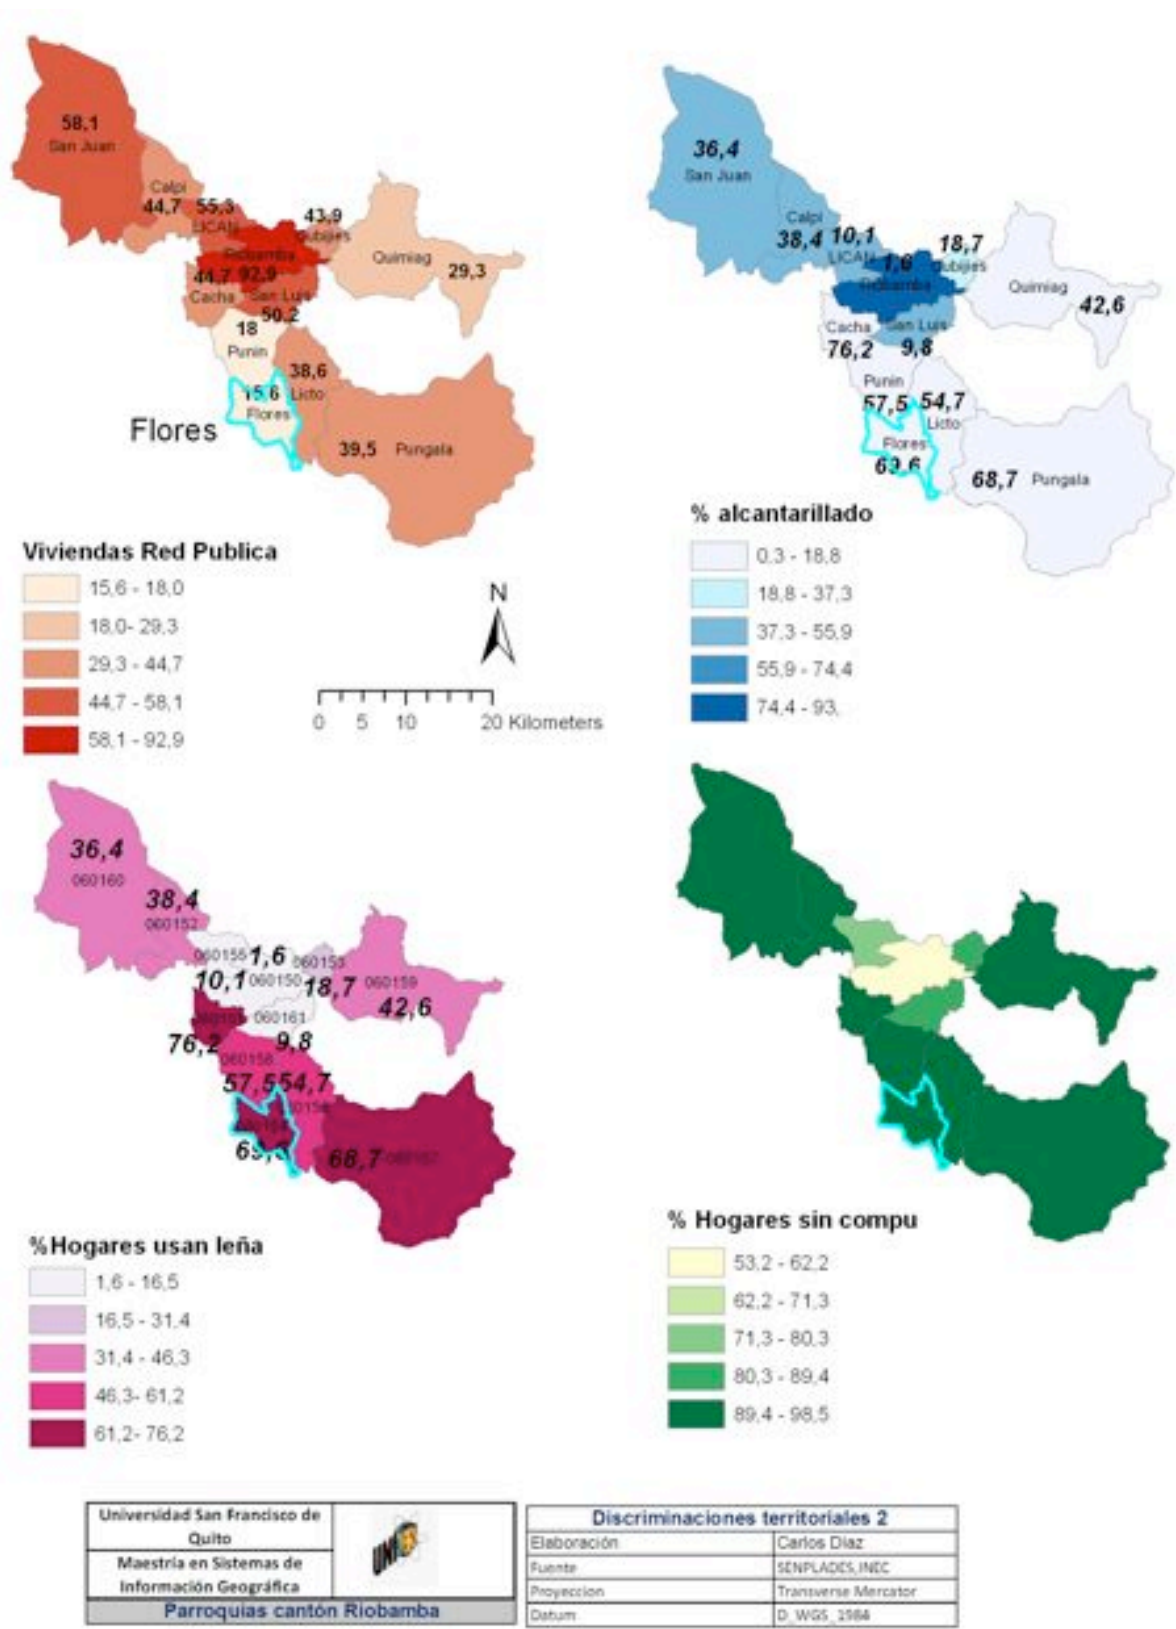 58,1
San Juan
Calpi
44,7
55,3
LICAN
43,9
Riobamba
Quimiag
29,3
44,7
92,9
Cacha
San Luis
50.2
18
Punin
38,6
15,6
Licto
Flores
Flores
39,5
Pungala
Viviendas Red Publica
15,6 - 18,0
18,0- 29,3
29,3 - 44,7
44,7 - 58,1
58,1 - 92,9
N
0 5 10 20 Kilometers
36,4
San Juan
Calpi
38,4
10,1
LICAN
18,7
1,6
Riobamba
Quimiag
42,6
Cacha
San Luis
76,2
9,8
Punin
57,5
54,7
Licto
Flores
69,6
68,7
Pungala
% alcantarillado
0,3 - 18,8
18,8 - 37,3
37,3 - 55,9
55,9 - 74,4
74,4 - 93,
36,4
060160
38,4
060152
060155
1,6
060153
10,1
060150
18,7
060159
42,6
060161
76,2
9,8
060158
57,5
54,7
68,7
%Hogares usan leña
1,6 - 16,5
16,5 - 31,4
31,4 - 46,3
46,3- 61,2
61,2- 76,2
% Hogares sin compu
53,2 - 62,2
62,2 - 71,3
71,3 - 80,3
80,3 - 89,4
89,4 - 98,5
Universidad San Francisco de
Quito
Maestría en Sistemas de
Información Geográfica
Parroquias cantón Riobamba
Discriminaciones territoriales 2
Elaboración Carlos Diaz
Fuente SENPLADES,INEC
Proyeccion Transverse Mercator
Datum D_WGS_1984